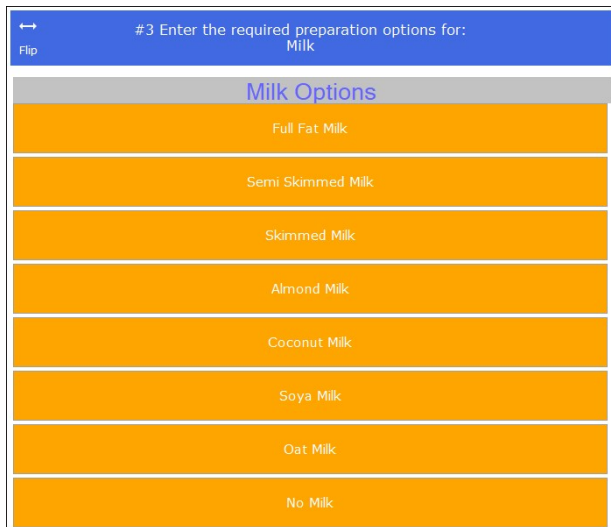 #3 Enter the required preparation options for:
Milk
Flip
Milk Options
Full Fat Milk
Semi Skimmed Milk
Skimmed Milk
Almond Milk
Coconut Milk
Soya Milk
Oat Milk
No Milk